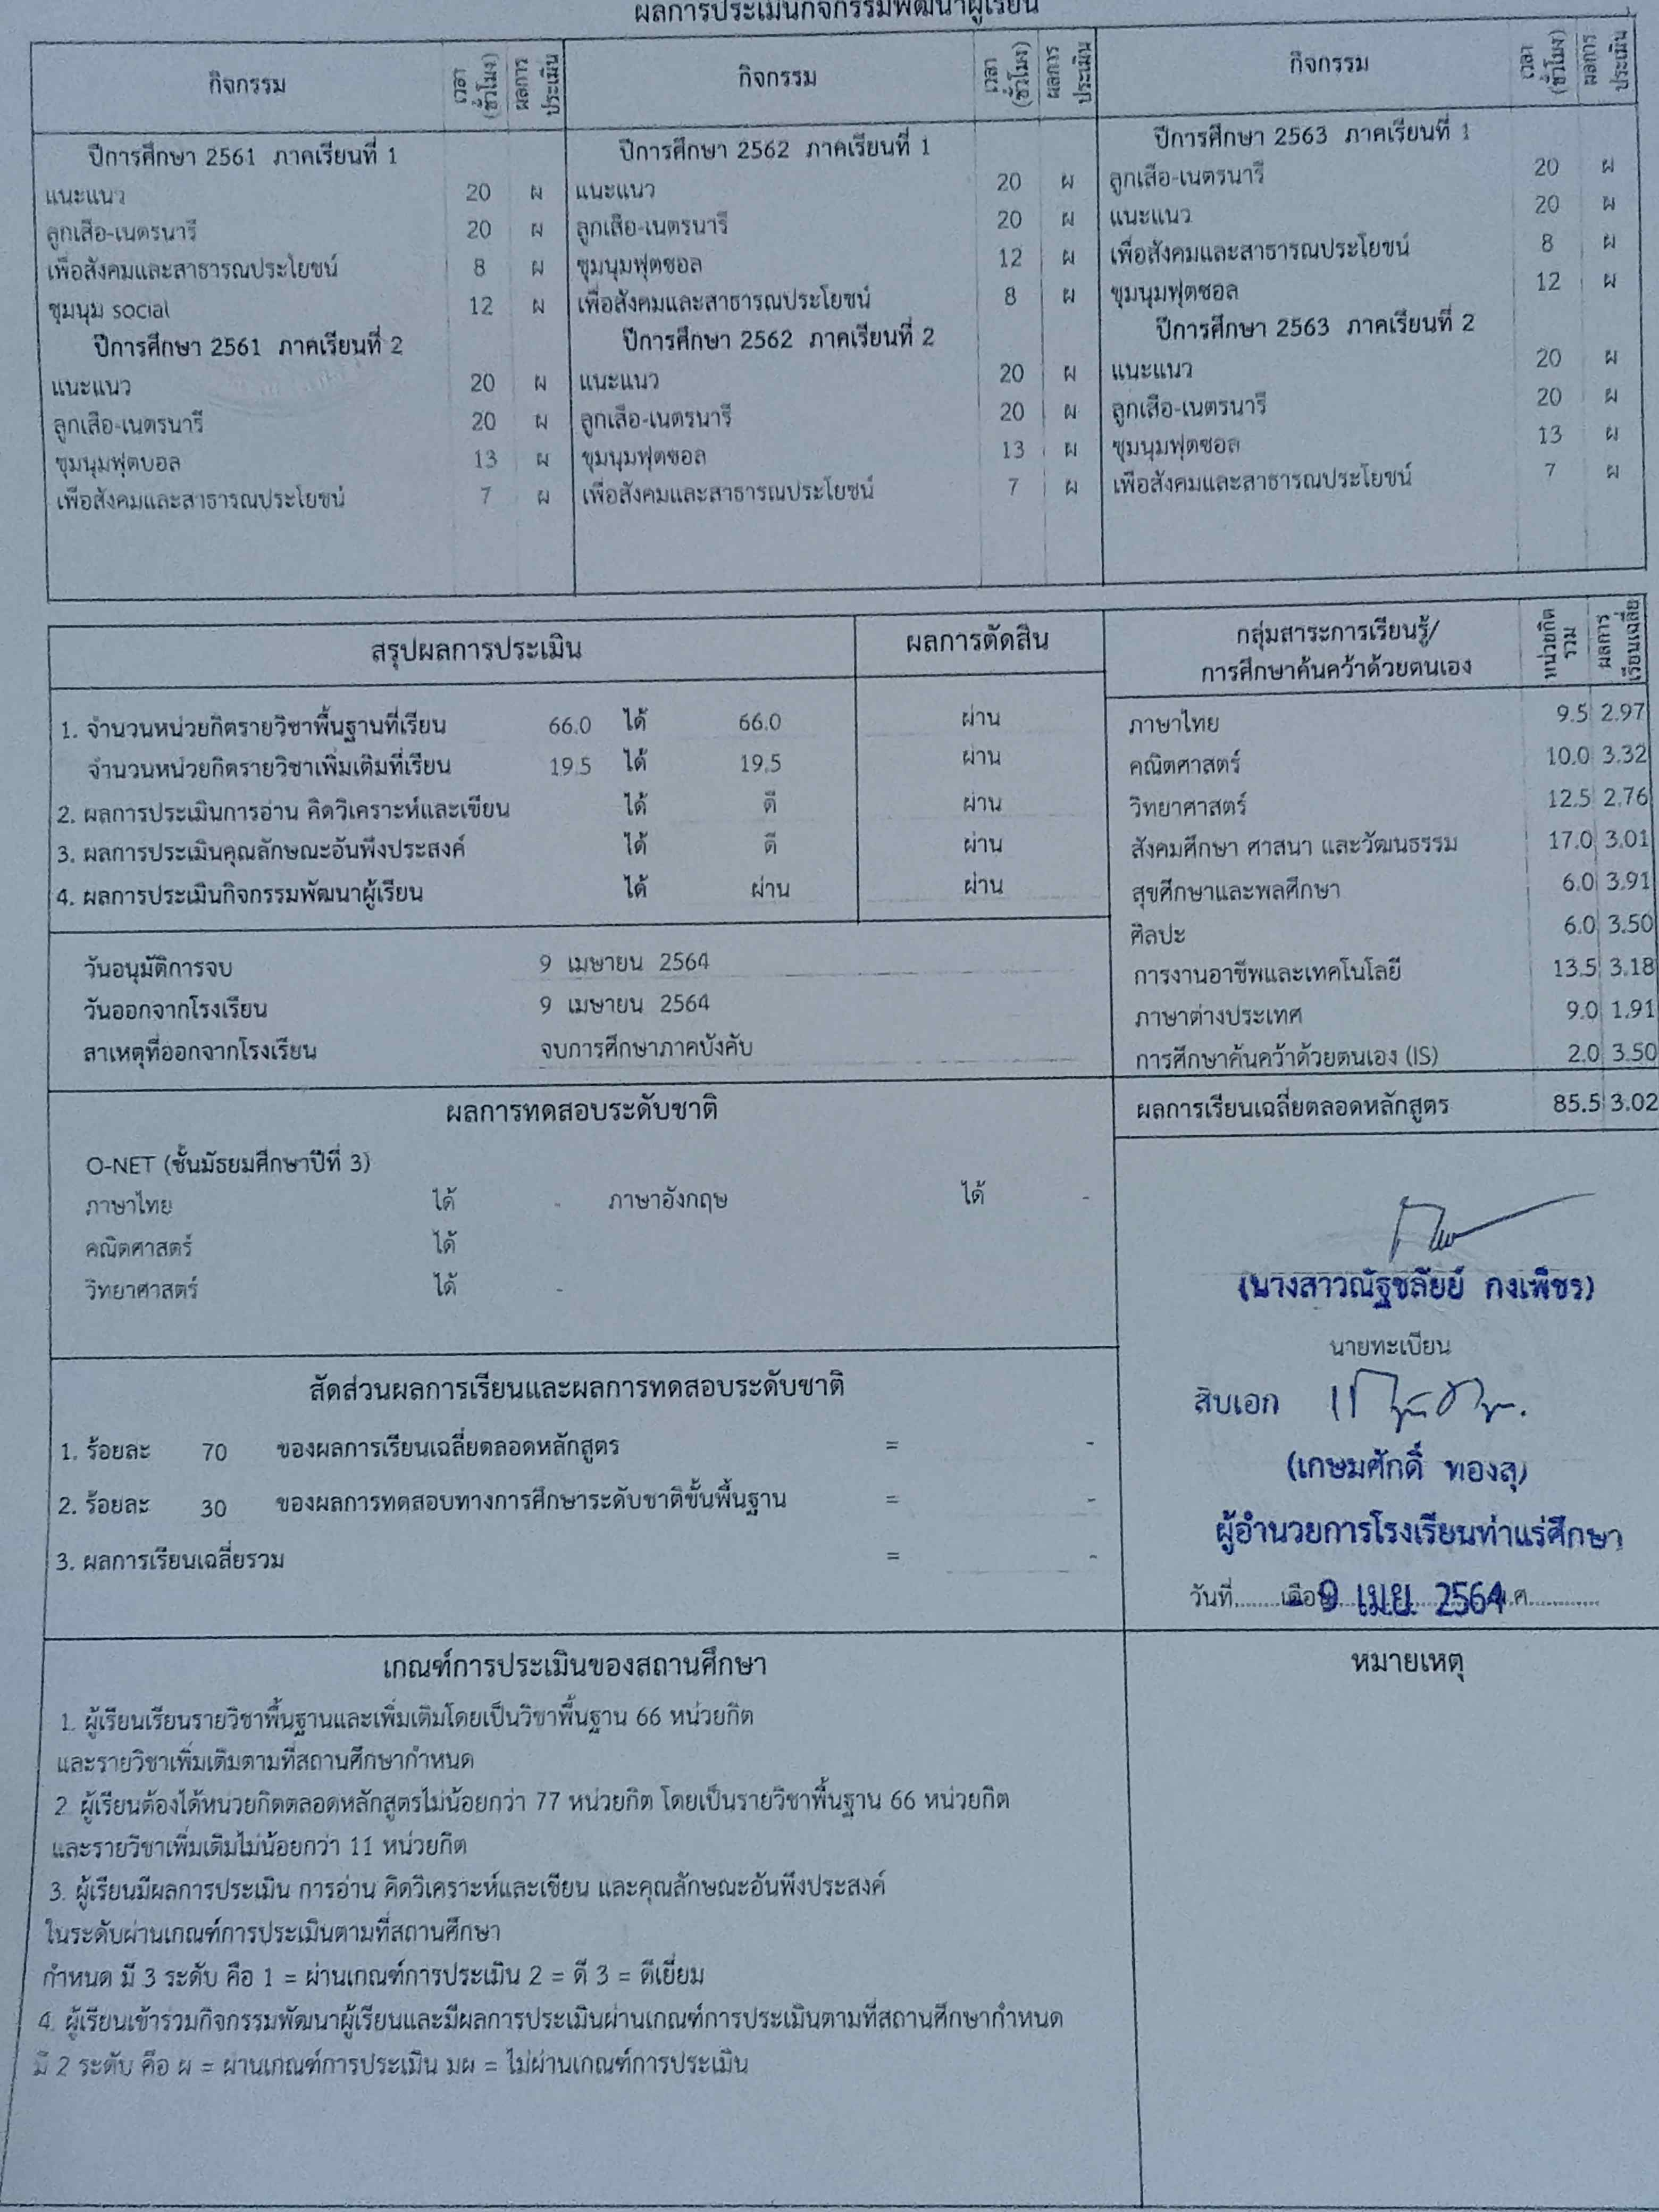 ผลการประเมินกิจกรรมพัฒนาผู้เรียน
กิจกรรม เวลา (ชั่วโมง) ผลการประเมิน กิจกรรม เวลา (ชั่วโมง) ผลการประเมิน กิจกรรม เวลา (ชั่วโมง) ผลการประเมิน
ปีการศึกษา 2561 ภาคเรียนที่ 1
แนะแนว 20 ผ
ลูกเสือ-เนตรนารี 20 ผ
เพื่อสังคมและสาธารณประโยชน์ 8 ผ
ชุมนุม social 12 ผ
ปีการศึกษา 2561 ภาคเรียนที่ 2
แนะแนว 20 ผ
ลูกเสือ-เนตรนารี 20 ผ
ชุมนุมฟุตบอล 13 ผ
เพื่อสังคมและสาธารณประโยชน์ 7 ผ
ปีการศึกษา 2562 ภาคเรียนที่ 1
แนะแนว 20 ผ
ลูกเสือ-เนตรนารี 20 ผ
ชุมนุมฟุตซอล 12 ผ
เพื่อสังคมและสาธารณประโยชน์ 8 ผ
ปีการศึกษา 2562 ภาคเรียนที่ 2
แนะแนว 20 ผ
ลูกเสือ-เนตรนารี 20 ผ
ชุมนุมฟุตซอล 13 ผ
เพื่อสังคมและสาธารณประโยชน์ 7 ผ
ปีการศึกษา 2563 ภาคเรียนที่ 1
ลูกเสือ-เนตรนารี 20 ผ
แนะแนว 20 ผ
เพื่อสังคมและสาธารณประโยชน์ 8 ผ
ชุมนุมฟุตซอล 12 ผ
ปีการศึกษา 2563 ภาคเรียนที่ 2
แนะแนว 20 ผ
ลูกเสือ-เนตรนารี 20 ผ
ชุมนุมฟุตซอล 13 ผ
เพื่อสังคมและสาธารณประโยชน์ 7 ผ
สรุปผลการประเมิน ผลการตัดสิน
1. จำนวนหน่วยกิตรายวิชาพื้นฐานที่เรียน 66.0 ได้ 66.0 ผ่าน
จำนวนหน่วยกิตรายวิชาเพิ่มเติมที่เรียน 19.5 ได้ 19.5 ผ่าน
2. ผลการประเมินการอ่าน คิดวิเคราะห์และเขียน ได้ ดี ผ่าน
3. ผลการประเมินคุณลักษณะอันพึงประสงค์ ได้ ดี ผ่าน
4. ผลการประเมินกิจกรรมพัฒนาผู้เรียน ได้ ผ่าน ผ่าน
วันอนุมัติการจบ 9 เมษายน 2564
วันออกจากโรงเรียน 9 เมษายน 2564
สาเหตุที่ออกจากโรงเรียน จบการศึกษาภาคบังคับ
กลุ่มสาระการเรียนรู้/ หน่วยกิตรวม ผลการเรียนเฉลี่ย
การศึกษาค้นคว้าด้วยตนเอง
ภาษาไทย 9.5 2.97
คณิตศาสตร์ 10.0 3.32
วิทยาศาสตร์ 12.5 2.76
สังคมศึกษา ศาสนา และวัฒนธรรม 17.0 3.01
สุขศึกษาและพลศึกษา 6.0 3.91
ศิลปะ 6.0 3.50
การงานอาชีพและเทคโนโลยี 13.5 3.18
ภาษาต่างประเทศ 9.0 1.91
การศึกษาค้นคว้าด้วยตนเอง (IS) 2.0 3.50
ผลการเรียนเฉลี่ยตลอดหลักสูตร 85.5 3.02
ผลการทดสอบระดับชาติ
O-NET (ชั้นมัธยมศึกษาปีที่ 3)
ภาษาไทย ได้ - ภาษาอังกฤษ ได้ -
คณิตศาสตร์ ได้
วิทยาศาสตร์ ได้ -
สัดส่วนผลการเรียนและผลการทดสอบระดับชาติ
1. ร้อยละ 70 ของผลการเรียนเฉลี่ยตลอดหลักสูตร = -
2. ร้อยละ 30 ของผลการทดสอบทางการศึกษาระดับชาติขั้นพื้นฐาน = -
3. ผลการเรียนเฉลี่ยรวม = -
(นางสาวณัฐชลัยย์ กงเพ็ชร)
นายทะเบียน
สิบเอก
(เกษมศักดิ์ ทองสุ)
ผู้อำนวยการโรงเรียนท่าแร่ศึกษา
วันที่........เดือน 9 เม.ย. 2564 พ.ศ............
เกณฑ์การประเมินของสถานศึกษา
1. ผู้เรียนเรียนรายวิชาพื้นฐานและเพิ่มเติมโดยเป็นวิชาพื้นฐาน 66 หน่วยกิต
และรายวิชาเพิ่มเติมตามที่สถานศึกษากำหนด
2. ผู้เรียนต้องได้หน่วยกิตตลอดหลักสูตรไม่น้อยกว่า 77 หน่วยกิต โดยเป็นรายวิชาพื้นฐาน 66 หน่วยกิต
และรายวิชาเพิ่มเติมไม่น้อยกว่า 11 หน่วยกิต
3. ผู้เรียนมีผลการประเมิน การอ่าน คิดวิเคราะห์และเขียน และคุณลักษณะอันพึงประสงค์
ในระดับผ่านเกณฑ์การประเมินตามที่สถานศึกษา
กำหนด มี 3 ระดับ คือ 1 = ผ่านเกณฑ์การประเมิน 2 = ดี 3 = ดีเยี่ยม
4. ผู้เรียนเข้าร่วมกิจกรรมพัฒนาผู้เรียนและมีผลการประเมินผ่านเกณฑ์การประเมินตามที่สถานศึกษากำหนด
มี 2 ระดับ คือ ผ = ผ่านเกณฑ์การประเมิน มผ = ไม่ผ่านเกณฑ์การประเมิน
หมายเหตุ